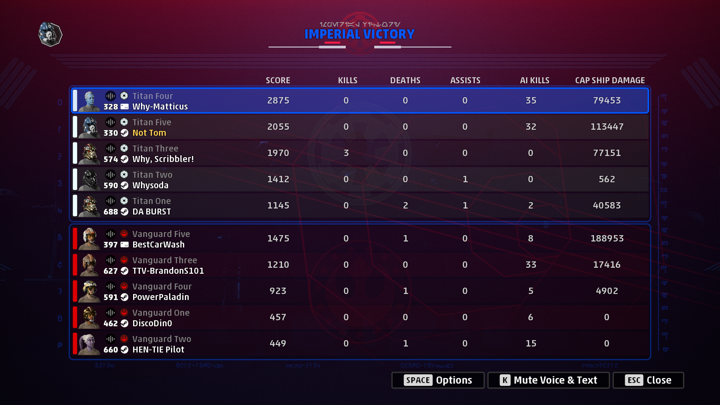 IMPERIAL VICTORY
SCORE KILLS DEATHS ASSISTS AI KILLS CAP SHIP DAMAGE
Titan Four
328 Why-Matticus 2875 0 0 0 35 79453
Titan Five
330 Not Tom 2055 0 0 0 32 113447
Titan Three
574 Why, Scribbler! 1970 3 0 0 0 77151
Titan Two
590 Whysoda 1412 0 0 1 0 562
Titan One
688 DA BURST 1145 0 2 1 2 40583
Vanguard Five
397 BestCarWash 1475 0 1 0 8 188953
Vanguard Three
627 TTV-BrandonS101 1210 0 0 0 33 17416
Vanguard Four
591 PowerPaladin 923 0 1 0 5 4902
Vanguard One
462 DiscoDin0 457 0 0 0 6 0
Vanguard Two
660 HEN-TIE Pilot 449 0 1 0 15 0
SPACE Options K Mute Voice & Text ESC Close